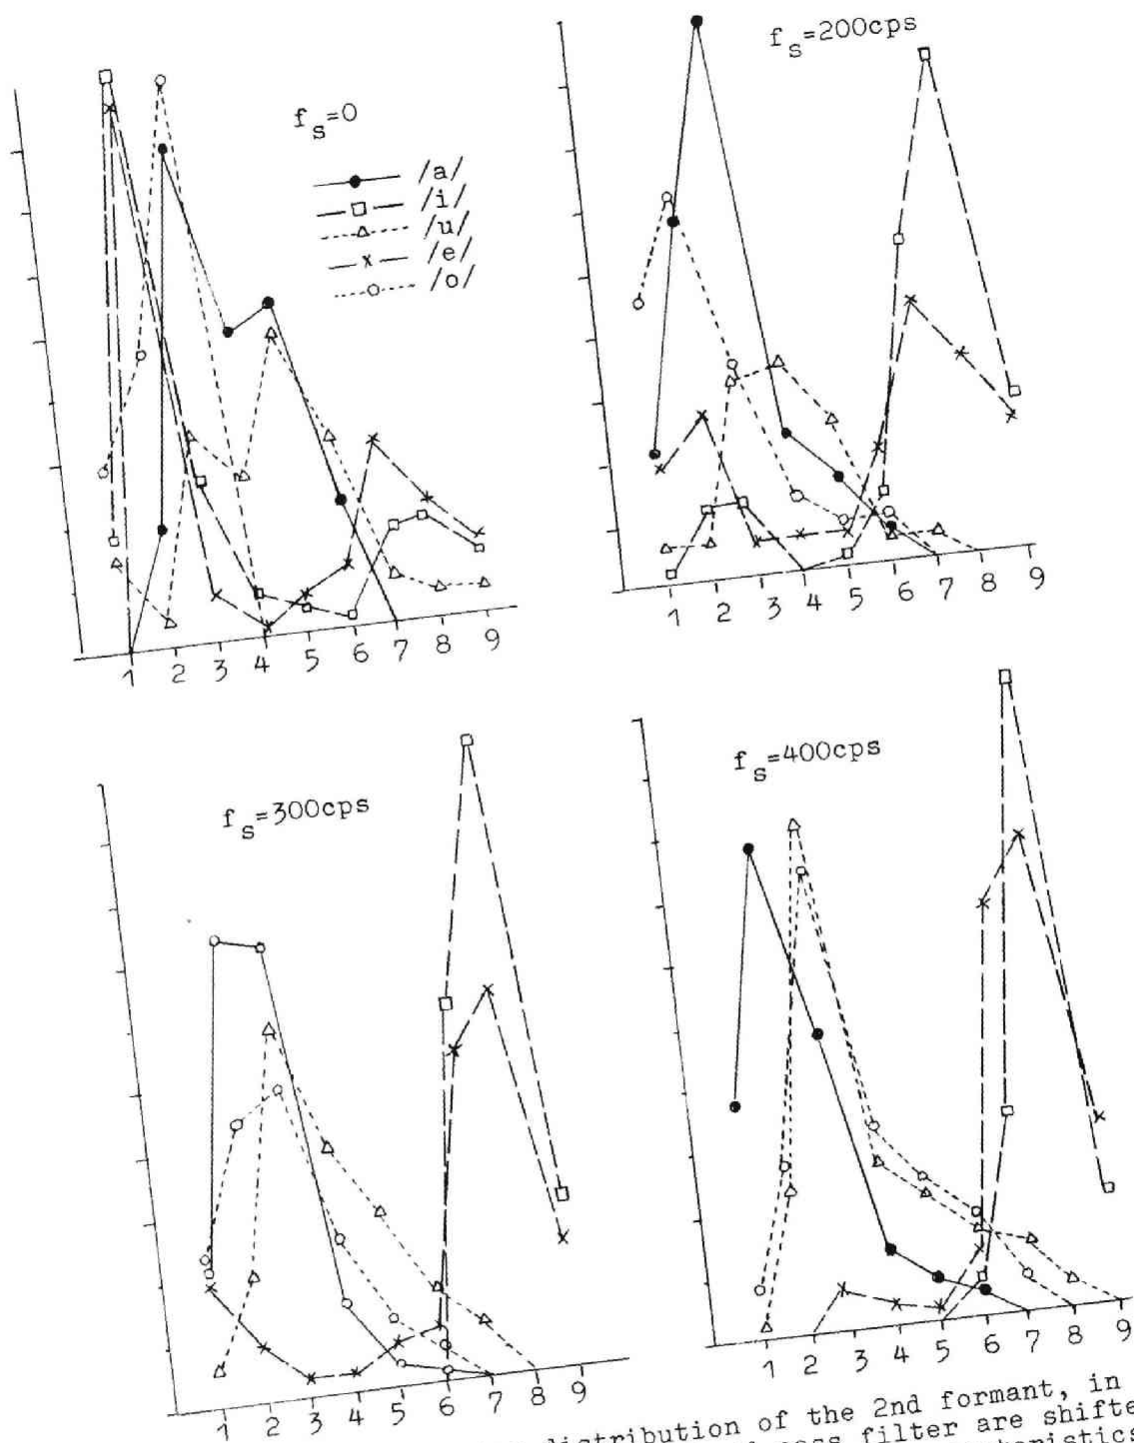 f_s=0
/a/
/i/
/u/
/e/
/o/
1 2 3 4 5 6 7 8 9
f_s=200cps
1 2 3 4 5 6 7 8 9
f_s=300cps
1 2 3 4 5 6 7 8 9
f_s=400cps
1 2 3 4 5 6 7 8 9
distribution of the 2nd formant, in
filter are shifte